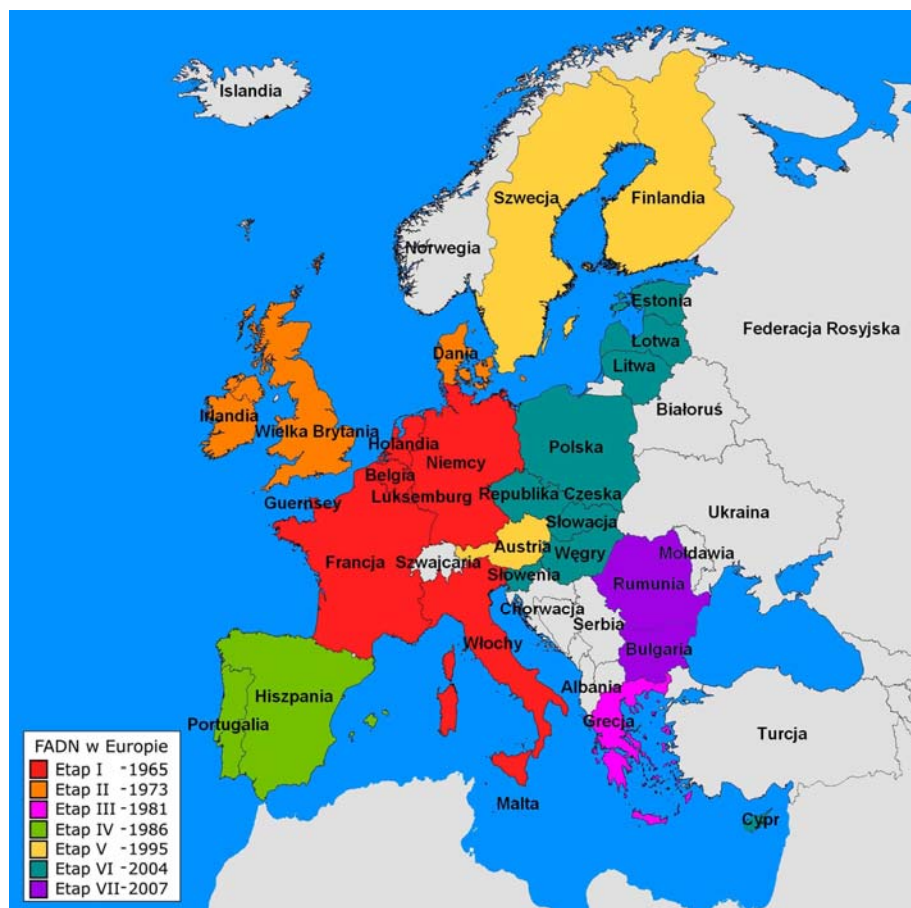 Islandia
Szwecja
Finlandia
Norwegia
Estonia
Federacja Rosyjska
Łotwa
Dania
Litwa
Białoruś
Irlandia
Wielka Brytania
Holandia
Niemcy
Polska
Belgia
Luksemburg
Republika Czeska
Guernsey
Ukraina
Słowacja
Austria
Węgry
Mołdawia
Francja
Szwajcaria
Słowenia
Rumunia
Chorwacja
Serbia
Włochy
Bulgaria
Hiszpania
Albania
Portugalia
Grecja
Turcja
Malta
Cypr
FADN w Europie
Etap I -1965
Etap II -1973
Etap III -1981
Etap IV -1986
Etap V -1995
Etap VI -2004
Etap VII-2007